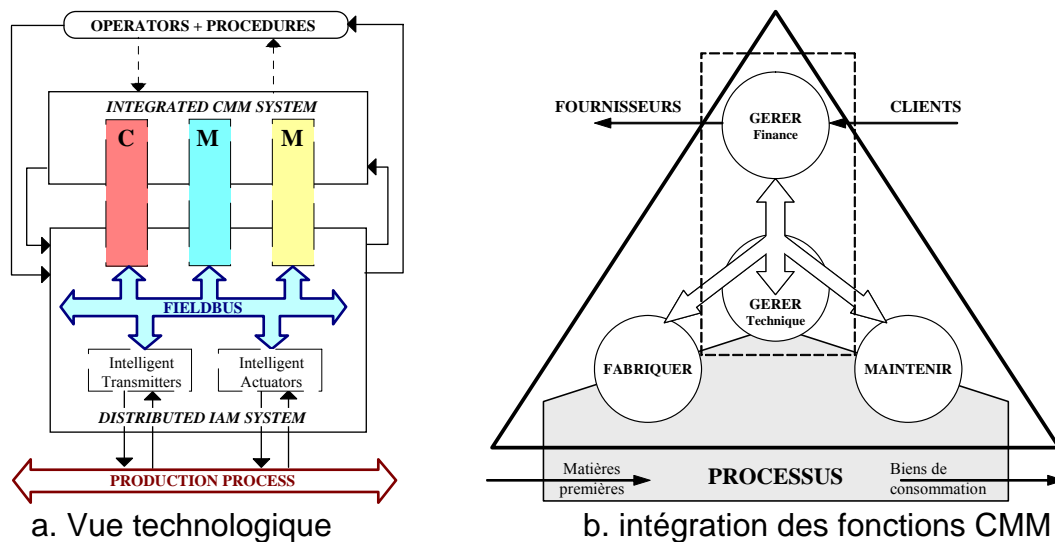 OPERATORS + PROCEDURES
INTEGRATED CMM SYSTEM
C
M
M
FIELDBUS
Intelligent
Transmitters
Intelligent
Actuators
DISTRIBUTED IAM SYSTEM
PRODUCTION PROCESS
a. Vue technologique
FOURNISSEURS
CLIENTS
GERER
Finance
GERER
Technique
FABRIQUER
MAINTENIR
Matières
premières
PROCESSUS
Biens de
consommation
b. intégration des fonctions CMM